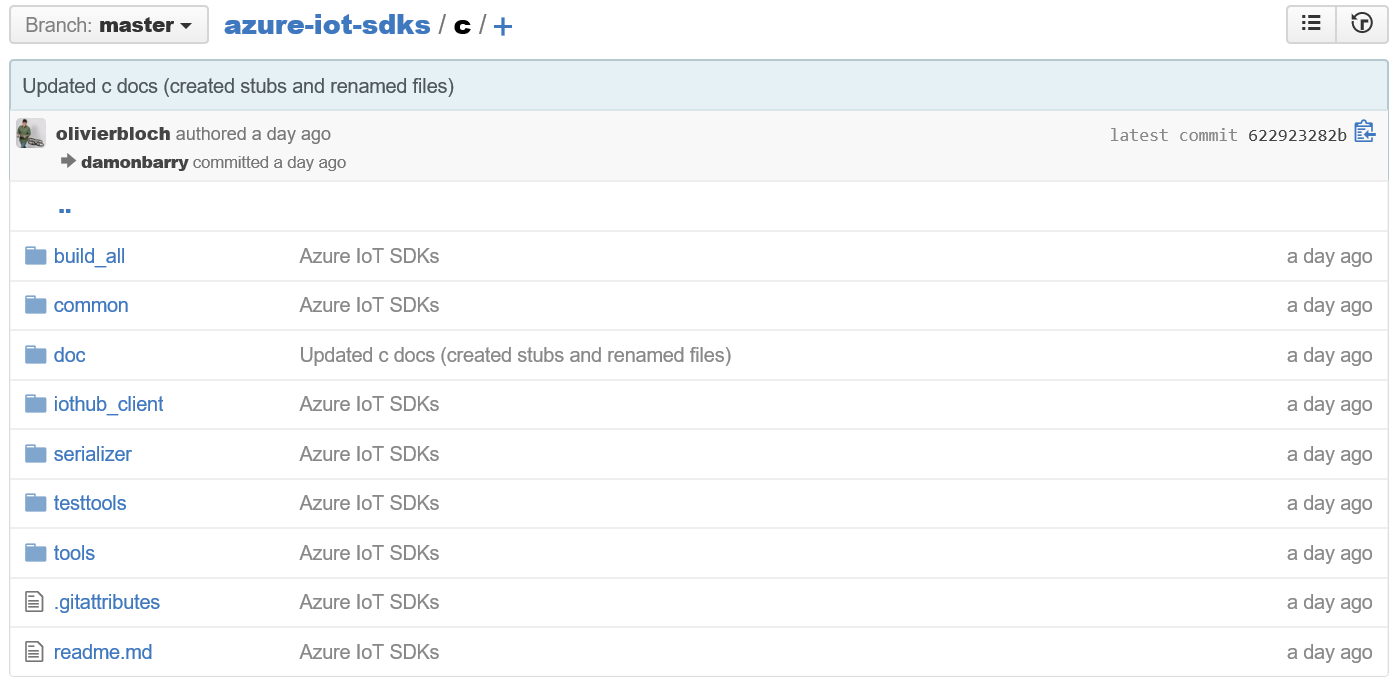 Branch: master azure-iot-sdks / c / +
Updated c docs (created stubs and renamed files)
olivierbloch authored a day ago
latest commit 622923282b
damonbarry committed a day ago
..
build_all Azure IoT SDKs a day ago
common Azure IoT SDKs a day ago
doc Updated c docs (created stubs and renamed files) a day ago
iothub_client Azure IoT SDKs a day ago
serializer Azure IoT SDKs a day ago
testtools Azure IoT SDKs a day ago
tools Azure IoT SDKs a day ago
.gitattributes Azure IoT SDKs a day ago
readme.md Azure IoT SDKs a day ago